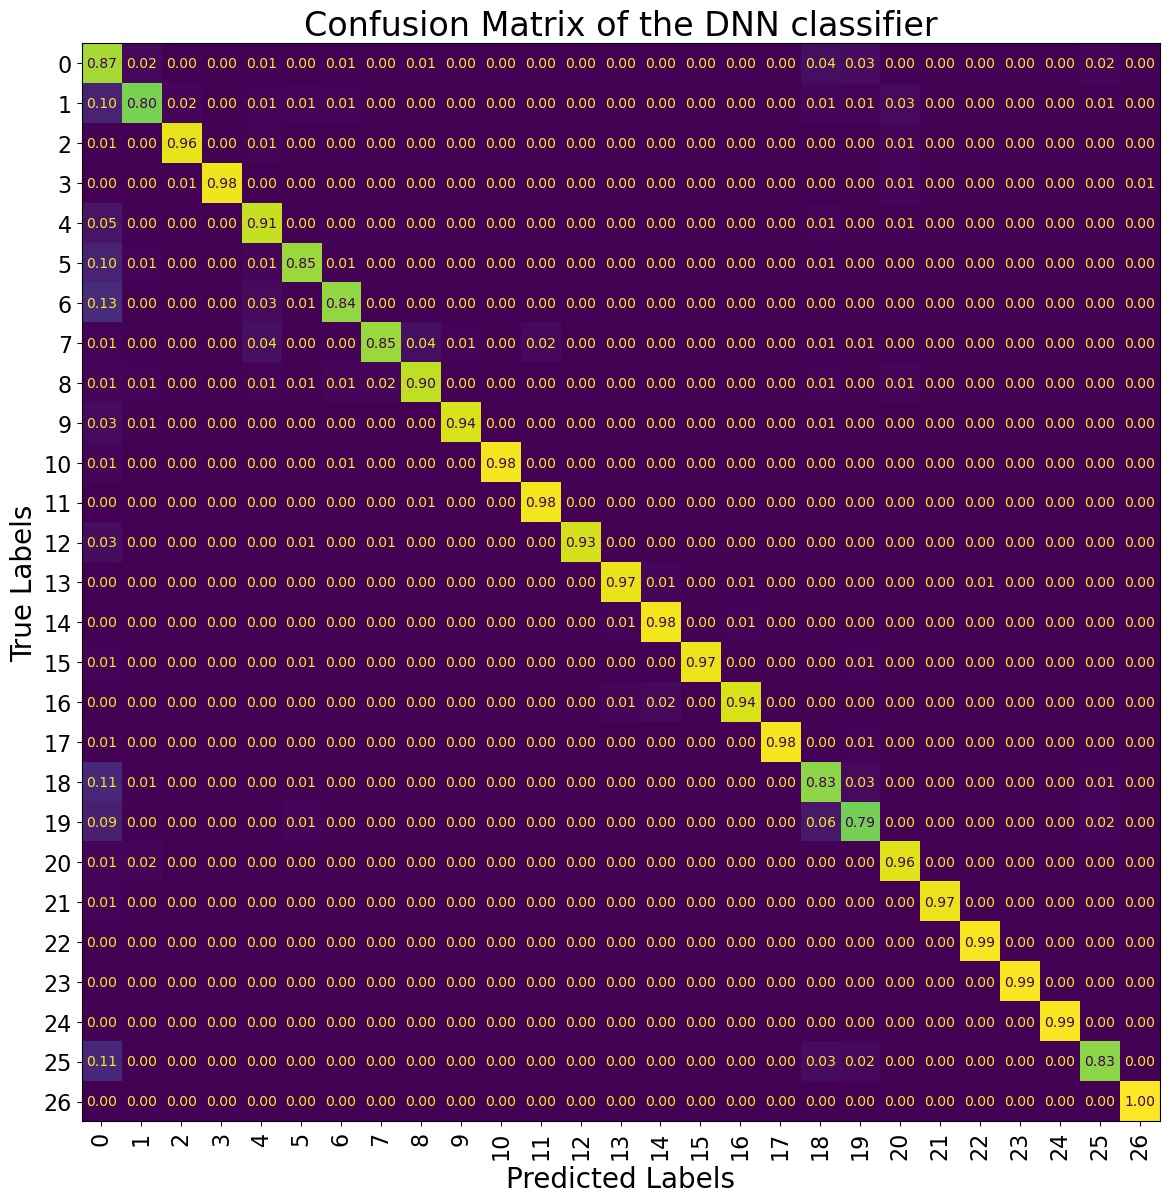 Confusion Matrix of the DNN classifier
0 0.87 0.02 0.00 0.00 0.01 0.00 0.01 0.00 0.01 0.00 0.00 0.00 0.00 0.00 0.00 0.00 0.00 0.00 0.04 0.03 0.00 0.00 0.00 0.00 0.00 0.02 0.00
1 0.10 0.80 0.02 0.00 0.01 0.01 0.01 0.00 0.00 0.00 0.00 0.00 0.00 0.00 0.00 0.00 0.00 0.00 0.01 0.01 0.03 0.00 0.00 0.00 0.00 0.01 0.00
2 0.01 0.00 0.96 0.00 0.01 0.00 0.00 0.00 0.00 0.00 0.00 0.00 0.00 0.00 0.00 0.00 0.00 0.00 0.00 0.00 0.01 0.00 0.00 0.00 0.00 0.00 0.00
3 0.00 0.00 0.01 0.98 0.00 0.00 0.00 0.00 0.00 0.00 0.00 0.00 0.00 0.00 0.00 0.00 0.00 0.00 0.00 0.00 0.01 0.00 0.00 0.00 0.00 0.00 0.01
4 0.05 0.00 0.00 0.00 0.91 0.00 0.00 0.00 0.00 0.00 0.00 0.00 0.00 0.00 0.00 0.00 0.00 0.00 0.01 0.00 0.01 0.00 0.00 0.00 0.00 0.00 0.00
5 0.10 0.01 0.00 0.00 0.01 0.85 0.01 0.00 0.00 0.00 0.00 0.00 0.00 0.00 0.00 0.00 0.00 0.00 0.01 0.00 0.00 0.00 0.00 0.00 0.00 0.00 0.00
6 0.13 0.00 0.00 0.00 0.03 0.01 0.84 0.00 0.00 0.00 0.00 0.00 0.00 0.00 0.00 0.00 0.00 0.00 0.00 0.00 0.00 0.00 0.00 0.00 0.00 0.00 0.00
7 0.01 0.00 0.00 0.00 0.04 0.00 0.00 0.85 0.04 0.01 0.00 0.02 0.00 0.00 0.00 0.00 0.00 0.00 0.01 0.01 0.00 0.00 0.00 0.00 0.00 0.00 0.00
8 0.01 0.01 0.00 0.00 0.01 0.01 0.01 0.02 0.90 0.00 0.00 0.00 0.00 0.00 0.00 0.00 0.00 0.00 0.01 0.00 0.01 0.00 0.00 0.00 0.00 0.00 0.00
9 0.03 0.01 0.00 0.00 0.00 0.00 0.00 0.00 0.00 0.94 0.00 0.00 0.00 0.00 0.00 0.00 0.00 0.00 0.01 0.00 0.00 0.00 0.00 0.00 0.00 0.00 0.00
10 0.01 0.00 0.00 0.00 0.00 0.00 0.01 0.00 0.00 0.00 0.98 0.00 0.00 0.00 0.00 0.00 0.00 0.00 0.00 0.00 0.00 0.00 0.00 0.00 0.00 0.00 0.00
11 0.00 0.00 0.00 0.00 0.00 0.00 0.00 0.00 0.01 0.00 0.00 0.98 0.00 0.00 0.00 0.00 0.00 0.00 0.00 0.00 0.00 0.00 0.00 0.00 0.00 0.00 0.00
12 0.03 0.00 0.00 0.00 0.00 0.01 0.00 0.01 0.00 0.00 0.00 0.00 0.93 0.00 0.00 0.00 0.00 0.00 0.00 0.00 0.00 0.00 0.00 0.00 0.00 0.00 0.00
13 0.00 0.00 0.00 0.00 0.00 0.00 0.00 0.00 0.00 0.00 0.00 0.00 0.00 0.97 0.01 0.00 0.01 0.00 0.00 0.00 0.00 0.00 0.01 0.00 0.00 0.00 0.00
14 0.00 0.00 0.00 0.00 0.00 0.00 0.00 0.00 0.00 0.00 0.00 0.00 0.00 0.01 0.98 0.00 0.01 0.00 0.00 0.00 0.00 0.00 0.00 0.00 0.00 0.00 0.00
15 0.01 0.00 0.00 0.00 0.00 0.01 0.00 0.00 0.00 0.00 0.00 0.00 0.00 0.00 0.00 0.97 0.00 0.00 0.00 0.01 0.00 0.00 0.00 0.00 0.00 0.00 0.00
16 0.00 0.00 0.00 0.00 0.00 0.00 0.00 0.00 0.00 0.00 0.00 0.00 0.00 0.01 0.02 0.00 0.94 0.00 0.00 0.00 0.00 0.00 0.00 0.00 0.00 0.00 0.00
17 0.01 0.00 0.00 0.00 0.00 0.00 0.00 0.00 0.00 0.00 0.00 0.00 0.00 0.00 0.00 0.00 0.00 0.98 0.00 0.01 0.00 0.00 0.00 0.00 0.00 0.00 0.00
18 0.11 0.01 0.00 0.00 0.00 0.01 0.00 0.00 0.00 0.00 0.00 0.00 0.00 0.00 0.00 0.00 0.00 0.00 0.83 0.03 0.00 0.00 0.00 0.00 0.00 0.01 0.00
19 0.09 0.00 0.00 0.00 0.00 0.01 0.00 0.00 0.00 0.00 0.00 0.00 0.00 0.00 0.00 0.00 0.00 0.00 0.06 0.79 0.00 0.00 0.00 0.00 0.00 0.02 0.00
20 0.01 0.02 0.00 0.00 0.00 0.00 0.00 0.00 0.00 0.00 0.00 0.00 0.00 0.00 0.00 0.00 0.00 0.00 0.00 0.00 0.96 0.00 0.00 0.00 0.00 0.00 0.00
21 0.01 0.00 0.00 0.00 0.00 0.00 0.00 0.00 0.00 0.00 0.00 0.00 0.00 0.00 0.00 0.00 0.00 0.00 0.00 0.00 0.00 0.97 0.00 0.00 0.00 0.00 0.00
22 0.00 0.00 0.00 0.00 0.00 0.00 0.00 0.00 0.00 0.00 0.00 0.00 0.00 0.00 0.00 0.00 0.00 0.00 0.00 0.00 0.00 0.00 0.99 0.00 0.00 0.00 0.00
23 0.00 0.00 0.00 0.00 0.00 0.00 0.00 0.00 0.00 0.00 0.00 0.00 0.00 0.00 0.00 0.00 0.00 0.00 0.00 0.00 0.00 0.00 0.00 0.99 0.00 0.00 0.00
24 0.00 0.00 0.00 0.00 0.00 0.00 0.00 0.00 0.00 0.00 0.00 0.00 0.00 0.00 0.00 0.00 0.00 0.00 0.00 0.00 0.00 0.00 0.00 0.00 0.99 0.00 0.00
25 0.11 0.00 0.00 0.00 0.00 0.00 0.00 0.00 0.00 0.00 0.00 0.00 0.00 0.00 0.00 0.00 0.00 0.00 0.03 0.02 0.00 0.00 0.00 0.00 0.00 0.83 0.00
26 0.00 0.00 0.00 0.00 0.00 0.00 0.00 0.00 0.00 0.00 0.00 0.00 0.00 0.00 0.00 0.00 0.00 0.00 0.00 0.00 0.00 0.00 0.00 0.00 0.00 0.00 1.00
0 1 2 3 4 5 6 7 8 9 10 11 12 13 14 15 16 17 18 19 20 21 22 23 24 25 26
Predicted Labels
True Labels